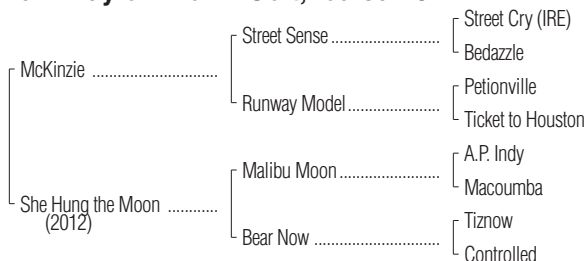 Street Cry (IRE)
Street Sense ............................
Bedazzle
McKinzie ................................
Petionville
Runway Model ........................
Ticket to Houston
A.P. Indy
Malibu Moon ..........................
Macoumba
She Hung the Moon .............
(2012)
Tiznow
Bear Now ................................
Controlled